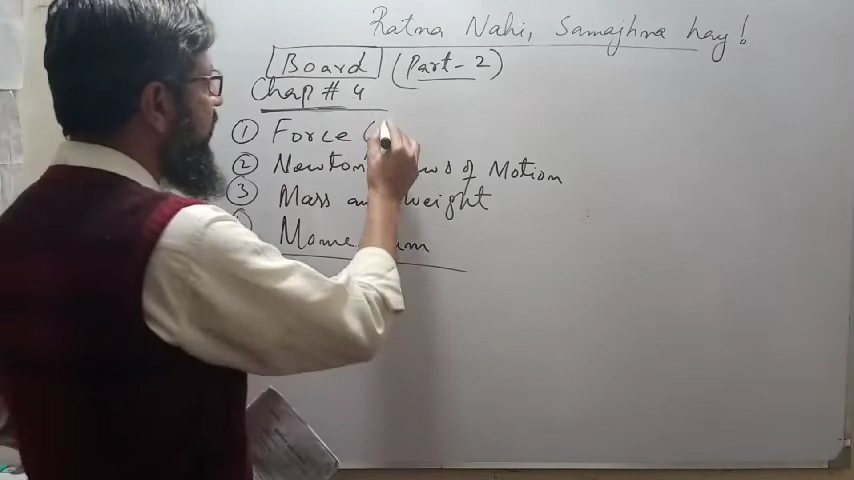 Ratna Nahi, Samajhna hay!
Board (Part-2)
Chap # 4
① Force (
② Newton's Laws of Motion
③ Mass and weight
Momentum